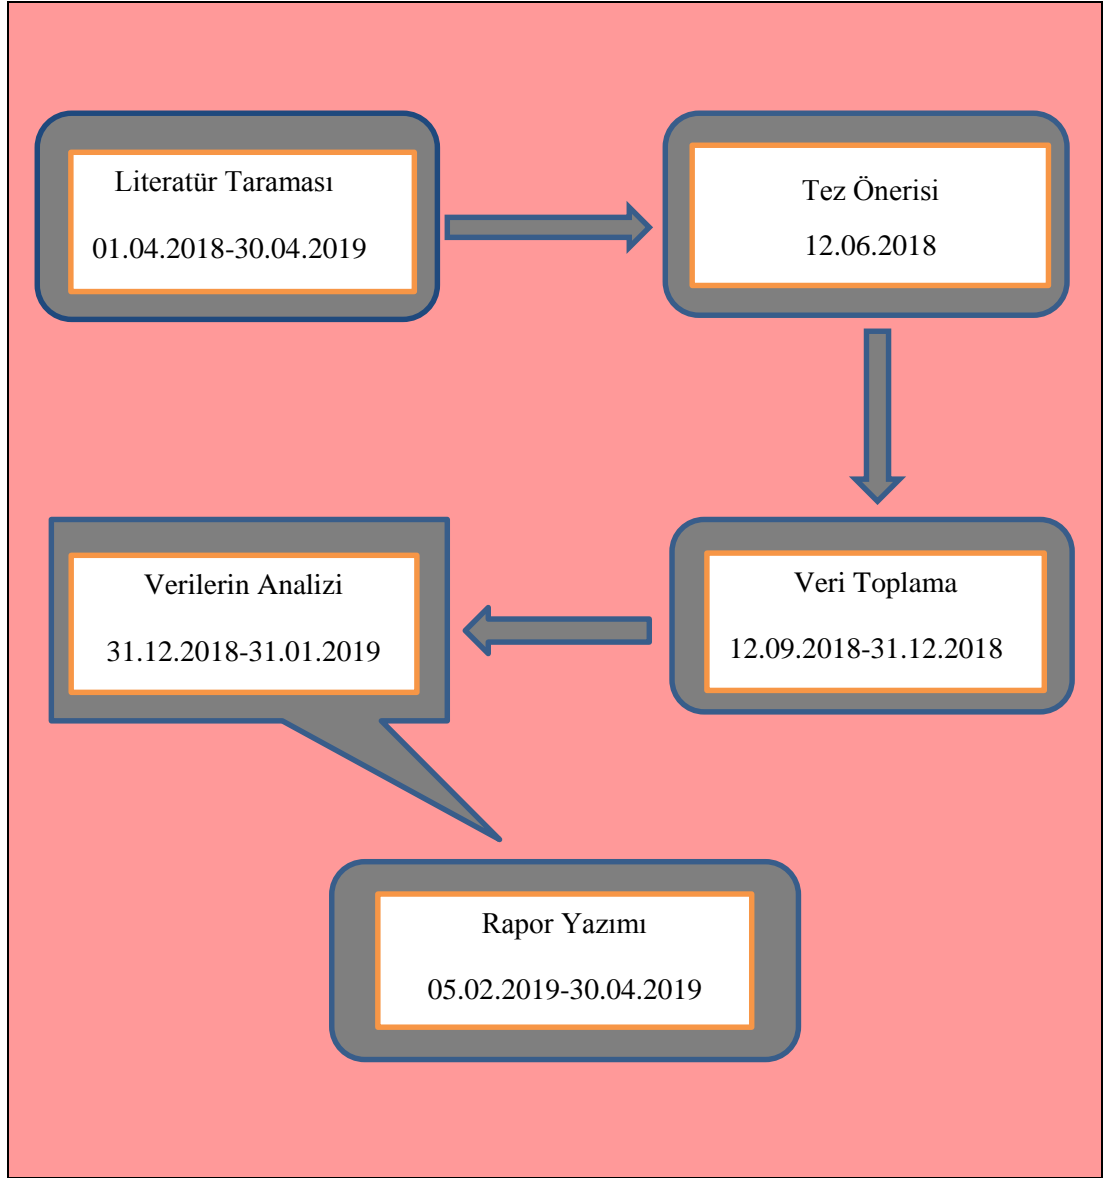 Literatür Taraması
01.04.2018-30.04.2019
Tez Önerisi
12.06.2018
Veri Toplama
12.09.2018-31.12.2018
Verilerin Analizi
31.12.2018-31.01.2019
Rapor Yazımı
05.02.2019-30.04.2019